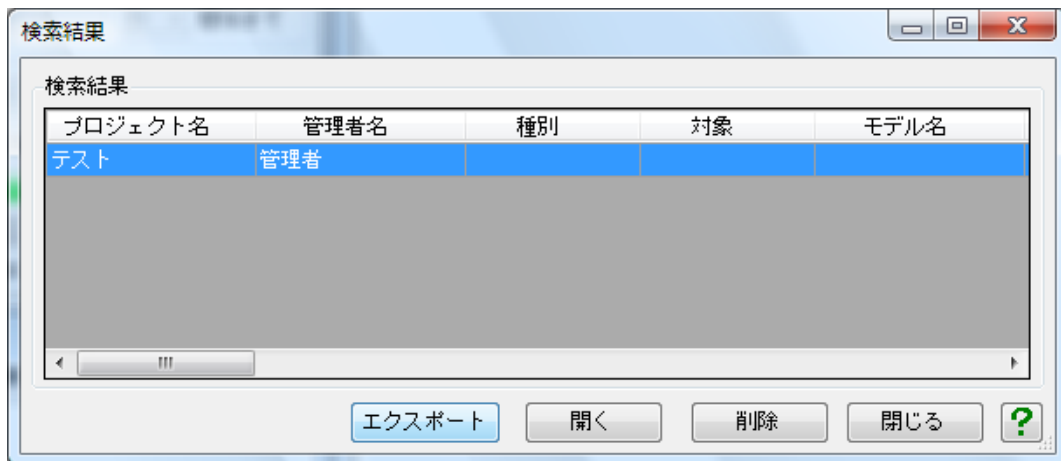 検索結果
検索結果
プロジェクト名 管理者名 種別 対象 モデル名
テスト 管理者
エクスポート 開く 削除 閉じる ?